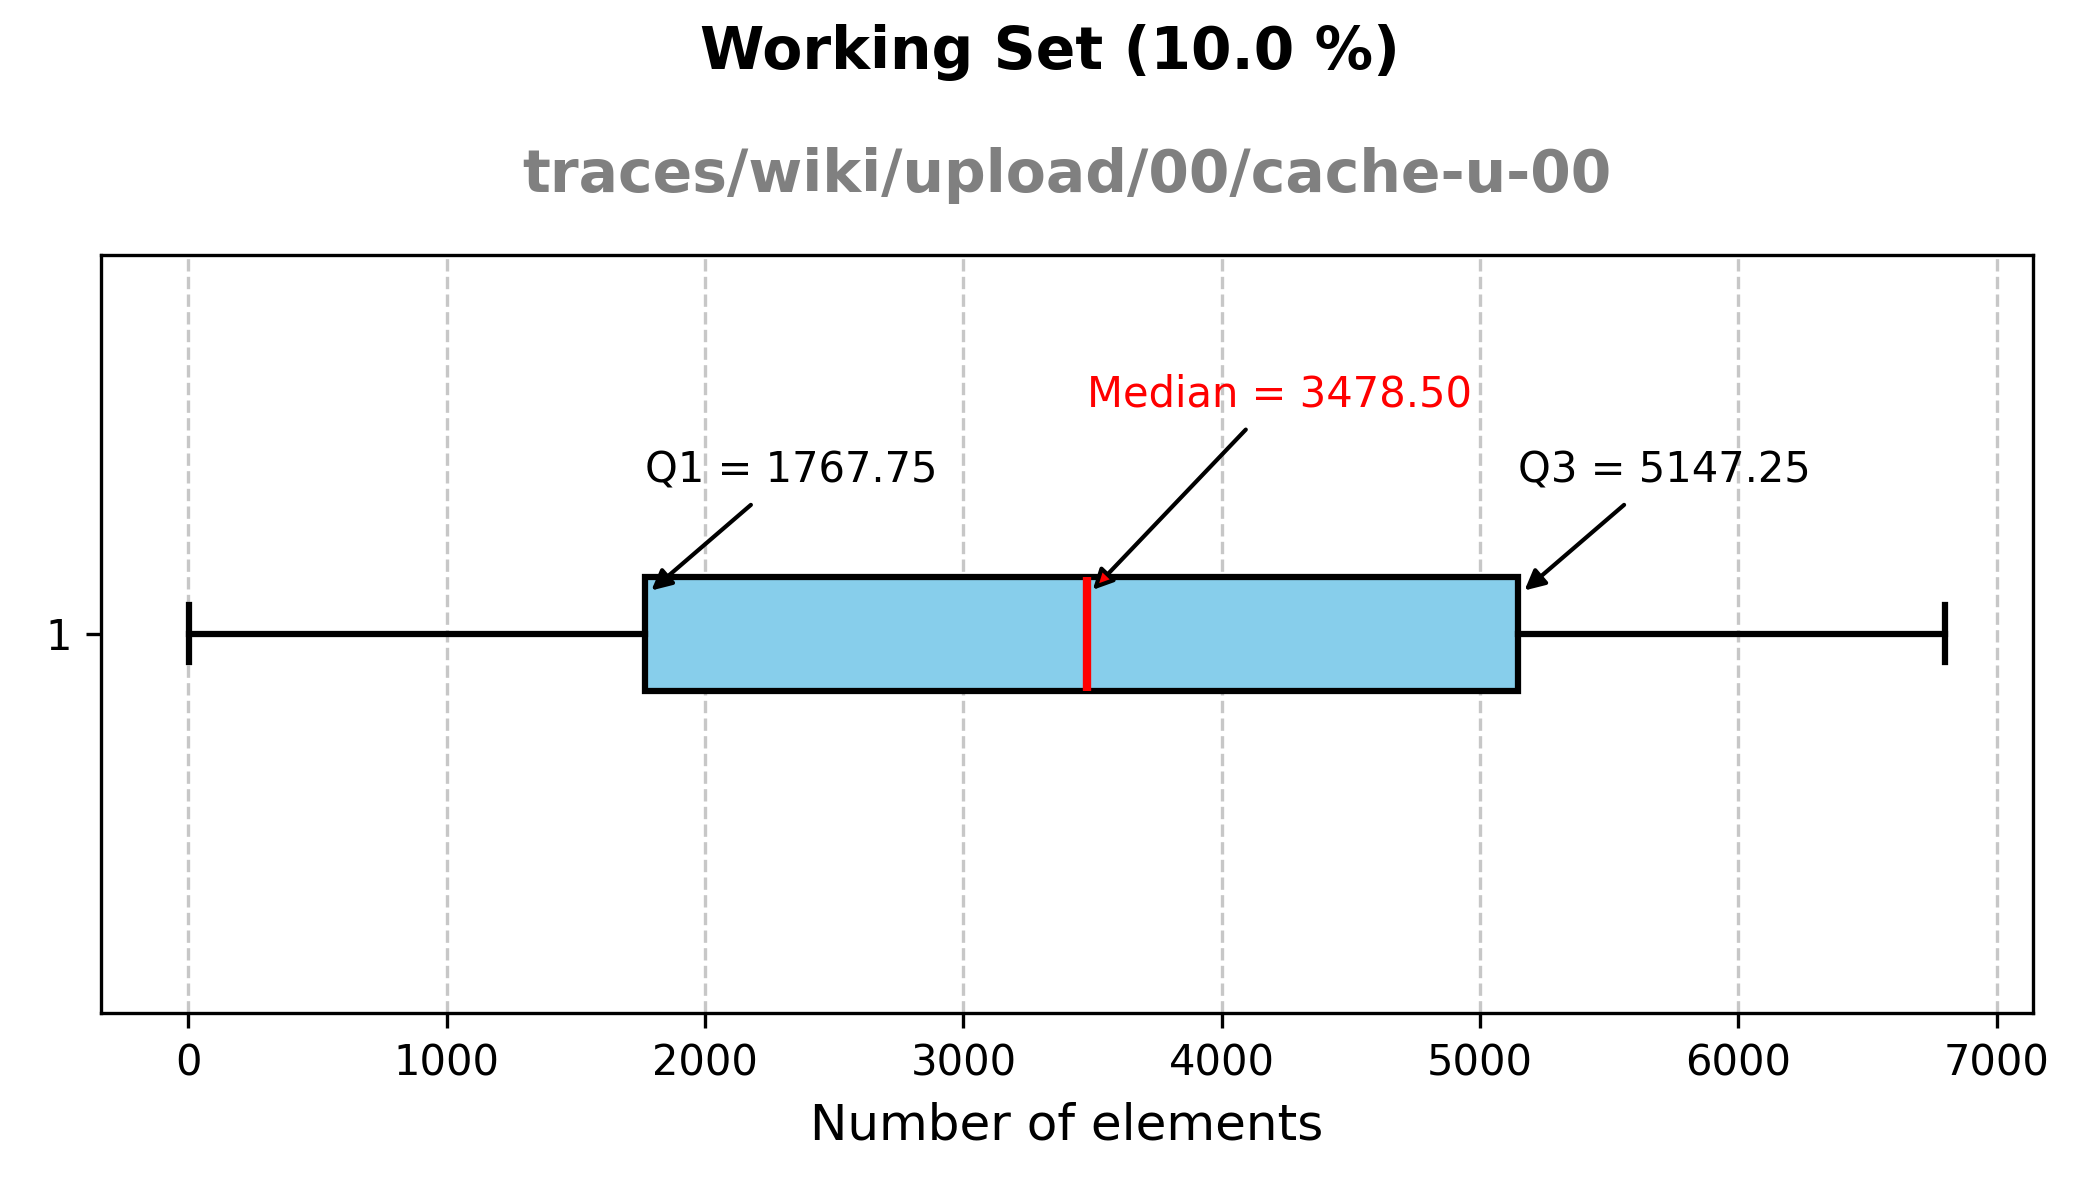 Working Set (10.0 %)
traces/wiki/upload/00/cache-u-00
Median = 3478.50
Q1 = 1767.75
Q3 = 5147.25
1
0 1000 2000 3000 4000 5000 6000 7000
Number of elements